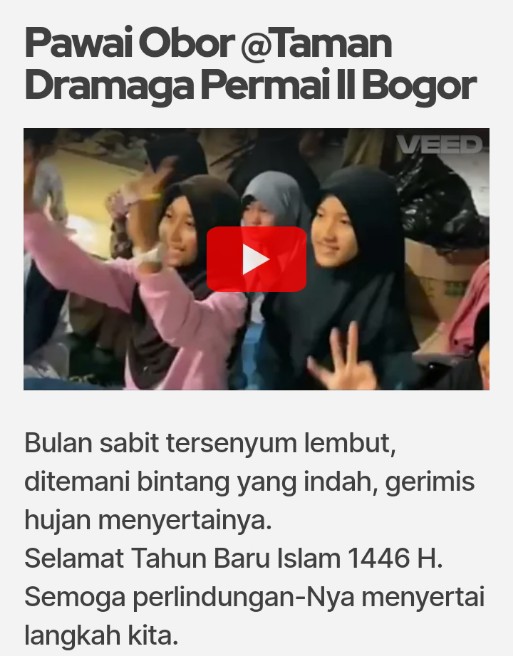 Pawai Obor @Taman
Dramaga Permai II Bogor
VEED
Bulan sabit tersenyum lembut,
ditemani bintang yang indah, gerimis
hujan menyertainya.
Selamat Tahun Baru Islam 1446 H.
Semoga perlindungan-Nya menyertai
langkah kita.